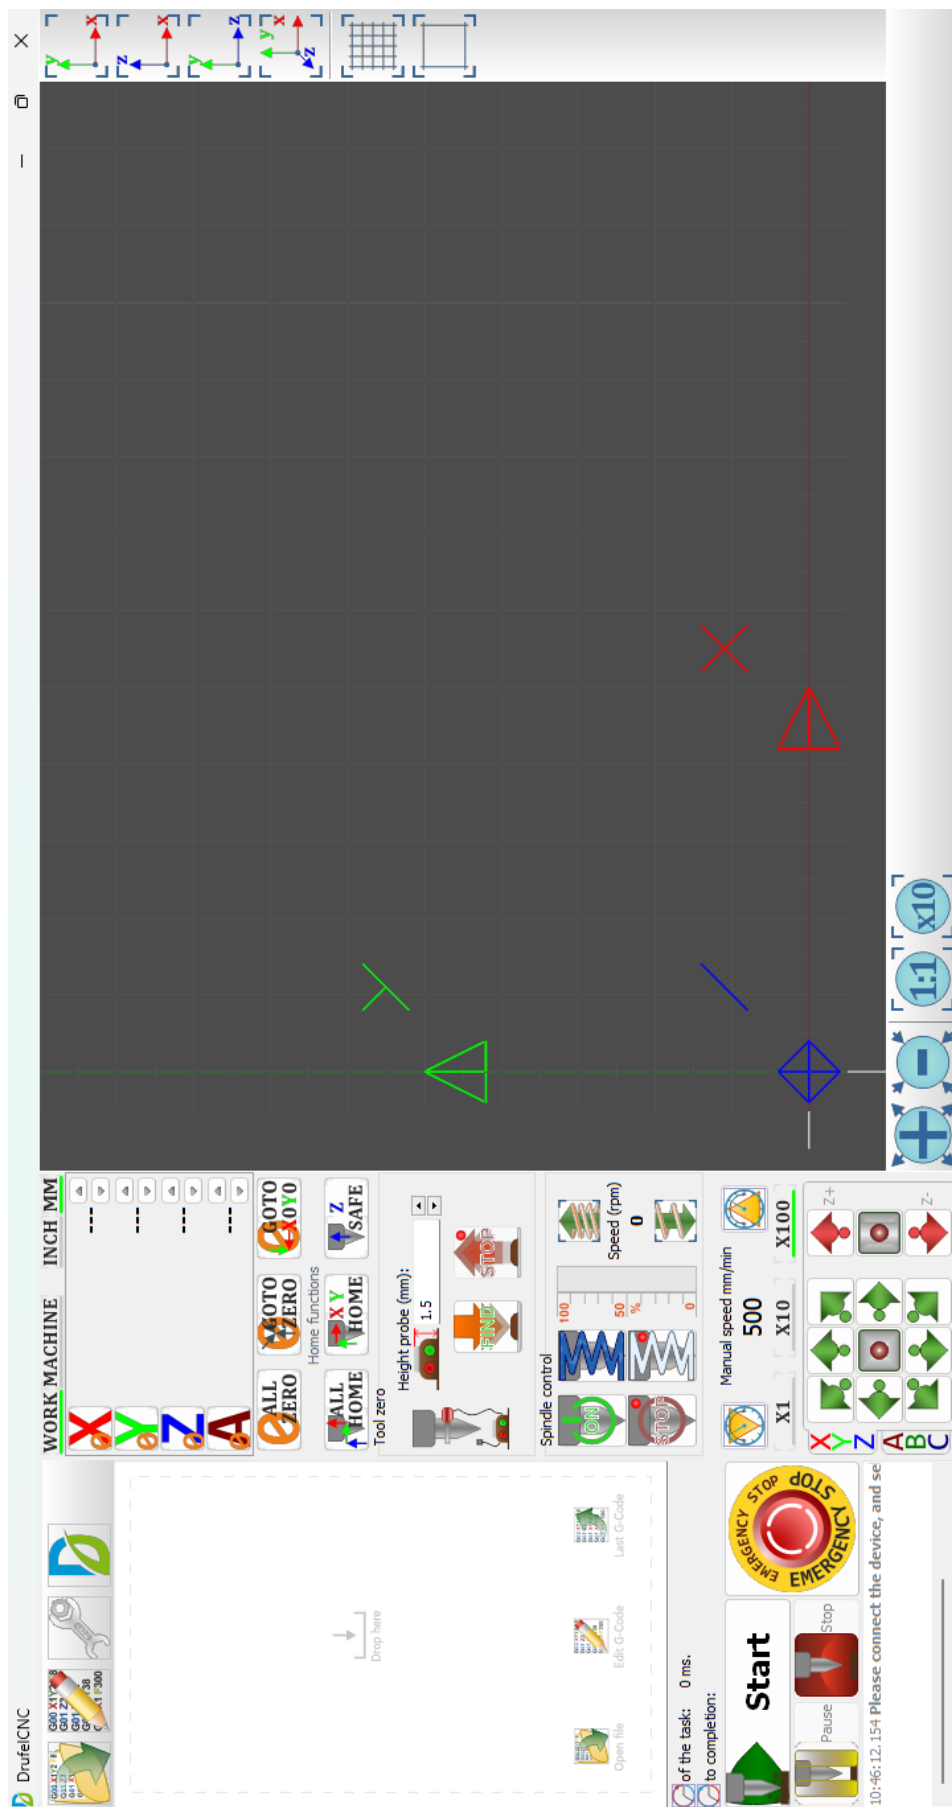 DrufelCNC
WORK MACHINE INCH MM
X ----
Y ----
Z ----
A ----
ALL ZERO
GOTO ZERO
GOTO X0Y0
Home functions
ALL HOME
X Y HOME
Z SAFE
Tool zero
Height probe (mm):
1.5
FIND
STOP
Spindle control
ON
STOP
100
50
%
0
Speed (rpm)
0
Manual speed mm/min
500
X1 X10 X100
X
Y
Z
A
B
C
Z+
Z-
Drop here
Open file
Edit G-Code
Last G-Code
of the task: 0 ms.
to completion:
Start
Pause
Stop
EMERGENCY STOP
EMERGENCY STOP
10:46:12.154 Please connect the device, and se
y x
z x
y z
y x z
1:1
x10